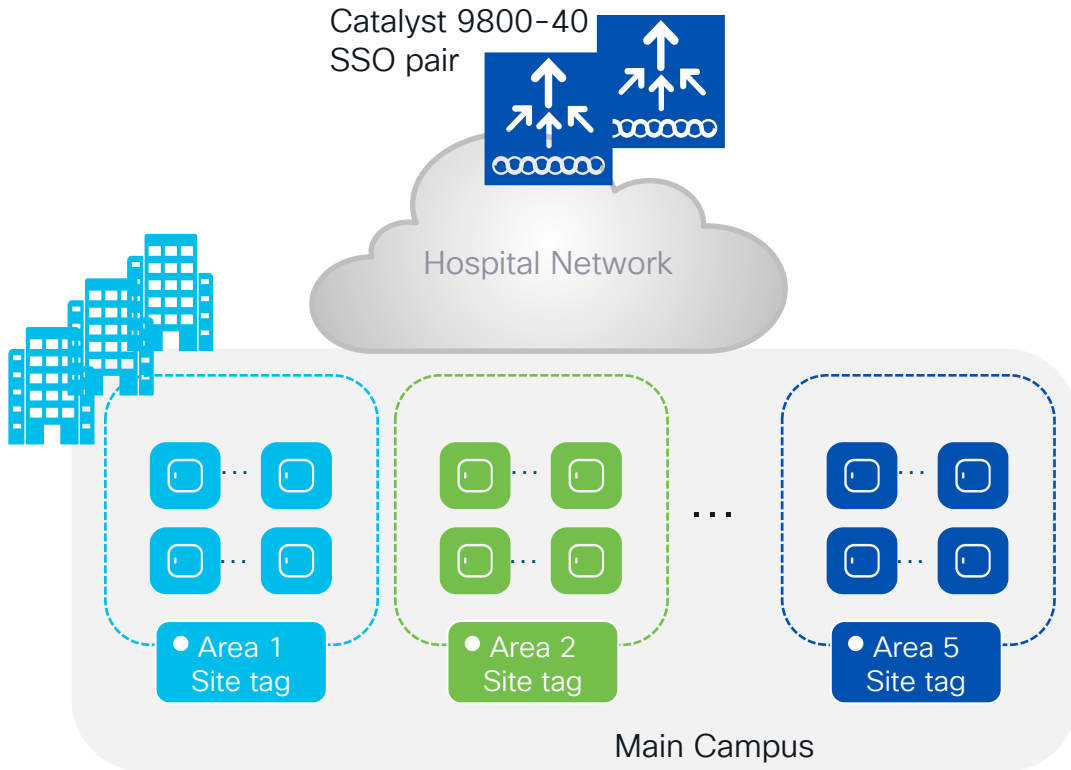 Catalyst 9800-40
SSO pair
Hospital Network
...
...
...
...
...
...
...
Area 1
Site tag
Area 2
Site tag
Area 5
Site tag
Main Campus